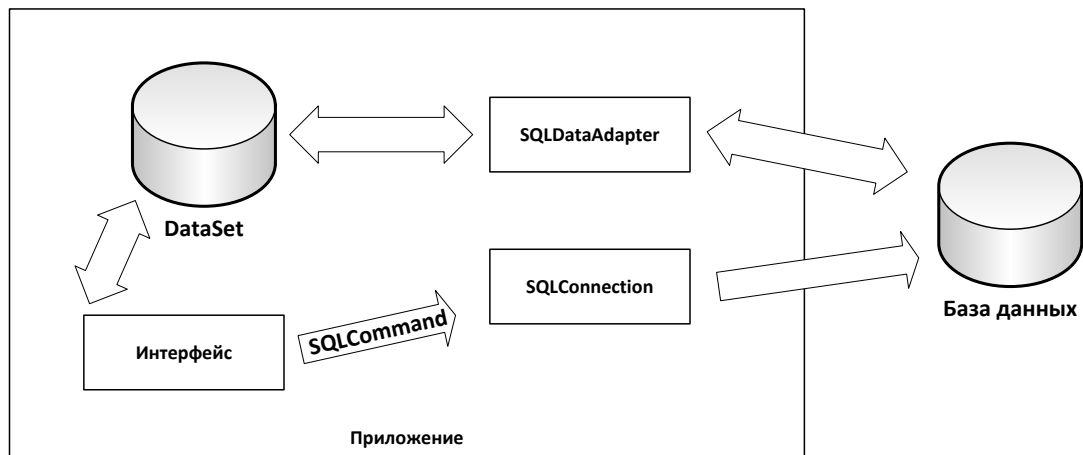 SQLDataAdapter
DataSet
SQLConnection
База данных
SQLCommand
Интерфейс
Приложение